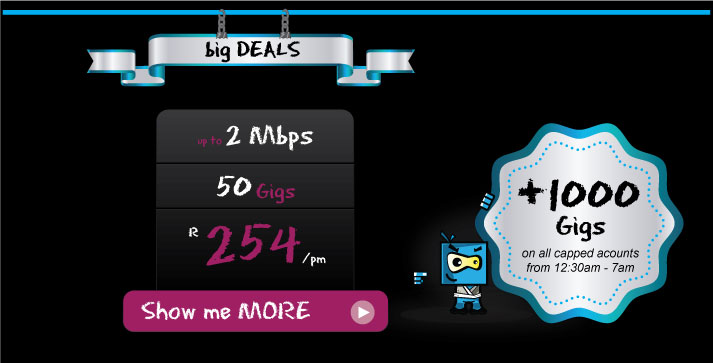 big DEALS
up to 2 Mbps
50 Gigs
R 254 /pm
Show me MORE
+1000
Gigs
on all capped acounts
from 12:30am - 7am